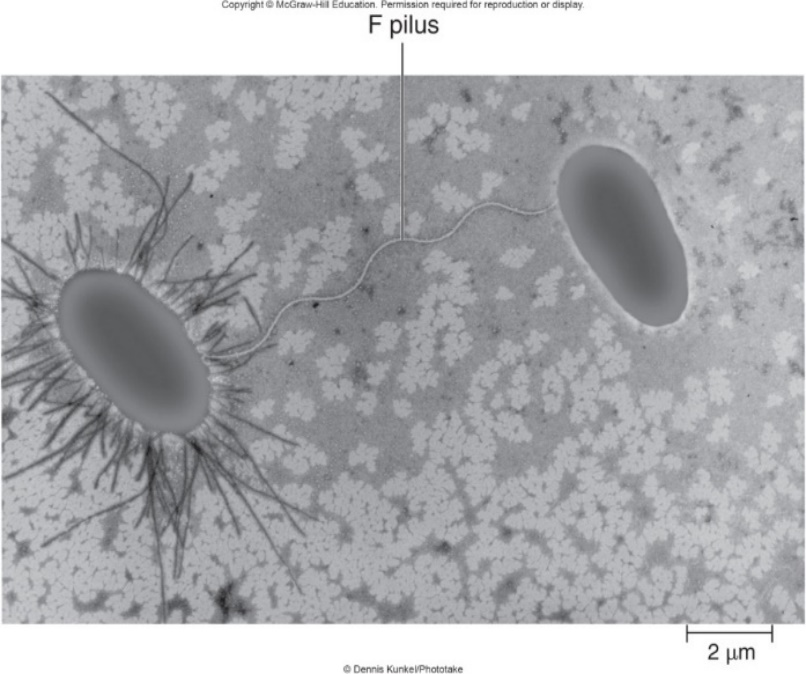 Copyright © McGraw-Hill Education. Permission required for reproduction or display.
F pilus
2 μm
© Dennis Kunkel/Phototake